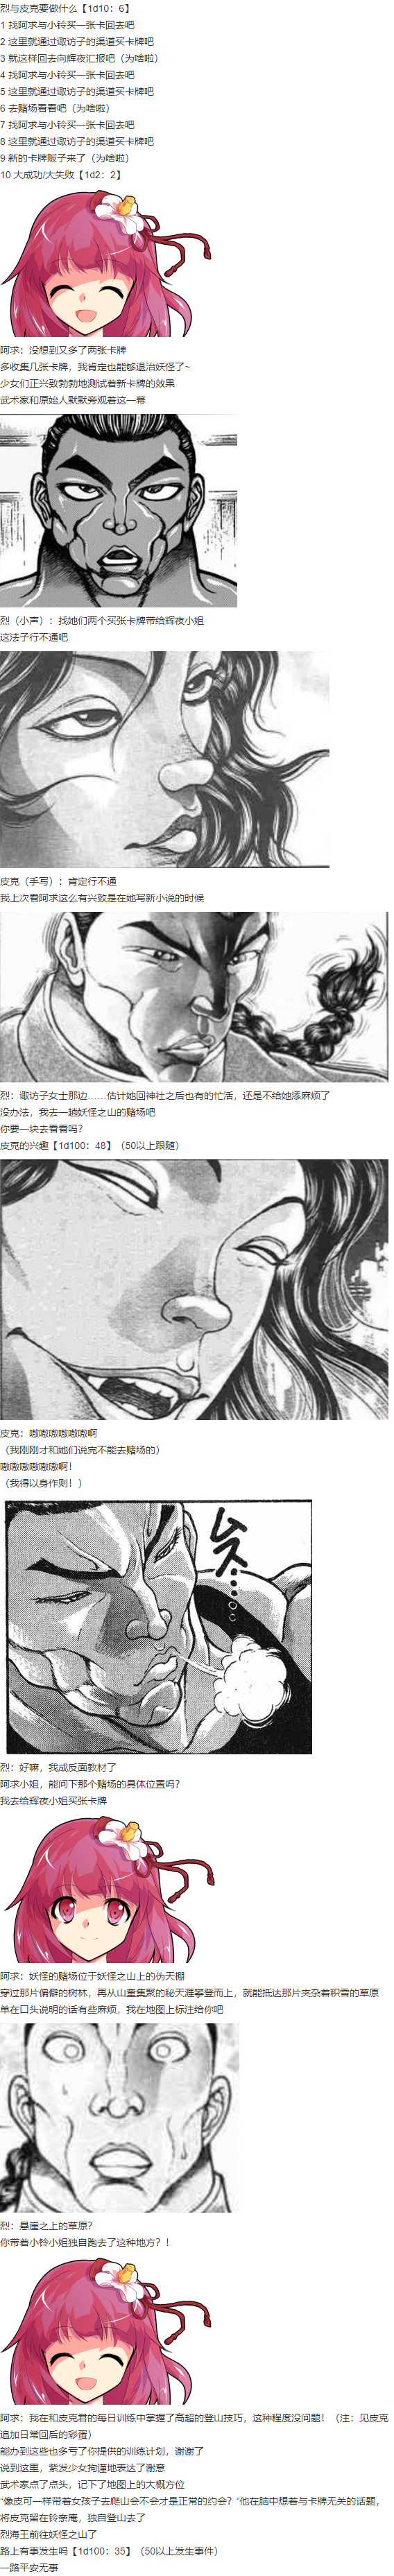 烈与皮克要做什么【1d10：6】
1 找阿求与小铃买一张卡回去吧
2 这里就通过诹访子的渠道买卡牌吧
3 就这样回去向辉夜汇报吧（为啥啦）
4 找阿求与小铃买一张卡回去吧
5 这里就通过诹访子的渠道买卡牌吧
6 去赌场看看吧（为啥啦）
7 找阿求与小铃买一张卡回去吧
8 这里就通过诹访子的渠道买卡牌吧
9 新的卡牌贩子来了（为啥啦）
10 大成功/大失败【1d2：2】
阿求：没想到又多了两张卡牌
多收集几张卡牌，我肯定也能够退治妖怪了~
少女们正兴致勃勃地测试着新卡牌的效果
武术家和原始人默默旁观着这一幕
烈（小声）：找她们两个买张卡牌带给辉夜小姐
这法子行不通吧
皮克（手写）：肯定行不通
我上次看阿求这么有兴致是在她写新小说的时候
烈：诹访子女士那边……估计她回神社之后也有的忙活，还是不给她添麻烦了
没办法，我去一趟妖怪之山的赌场吧
你要一块去看看吗？
皮克的兴趣【1d100：48】（50以上跟随）
皮克：嗷嗷嗷嗷嗷嗷啊
（我刚刚才和她们说完不能去赌场的）
嗷嗷嗷嗷嗷嗷啊！
（我得以身作则！）
ムス…
烈：好嘛，我成反面教材了
阿求小姐，能问下那个赌场的具体位置吗？
我去给辉夜小姐买张卡牌
阿求：妖怪的赌场位于妖怪之山上的伪天棚
穿过那片偏僻的树林，再从山童集聚的秘天涯攀登而上，就能抵达那片夹杂着积雪的草原
单在口头说明的话有些麻烦，我在地图上标注给你吧
烈：悬崖之上的草原？
你带着小铃小姐独自跑去了这种地方？！
阿求：我在和皮克君的每日训练中掌握了高超的登山技巧，这种程度没问题！（注：见皮克
追加日常回后的彩蛋）
能办到这些也多亏了你提供的训练计划，谢谢了
说到这里，紫发少女拘谨地表达了谢意
武术家点了点头，记下了地图上的大概方位
“像皮可一样带着女孩子去爬山会不会才是正常的约会？”他在脑中想着与卡牌无关的话题，
将皮克留在铃奈庵，独自登山去了
烈海王前往妖怪之山了
路上有事发生吗【1d100：35】（50以上发生事件）
一路平安无事